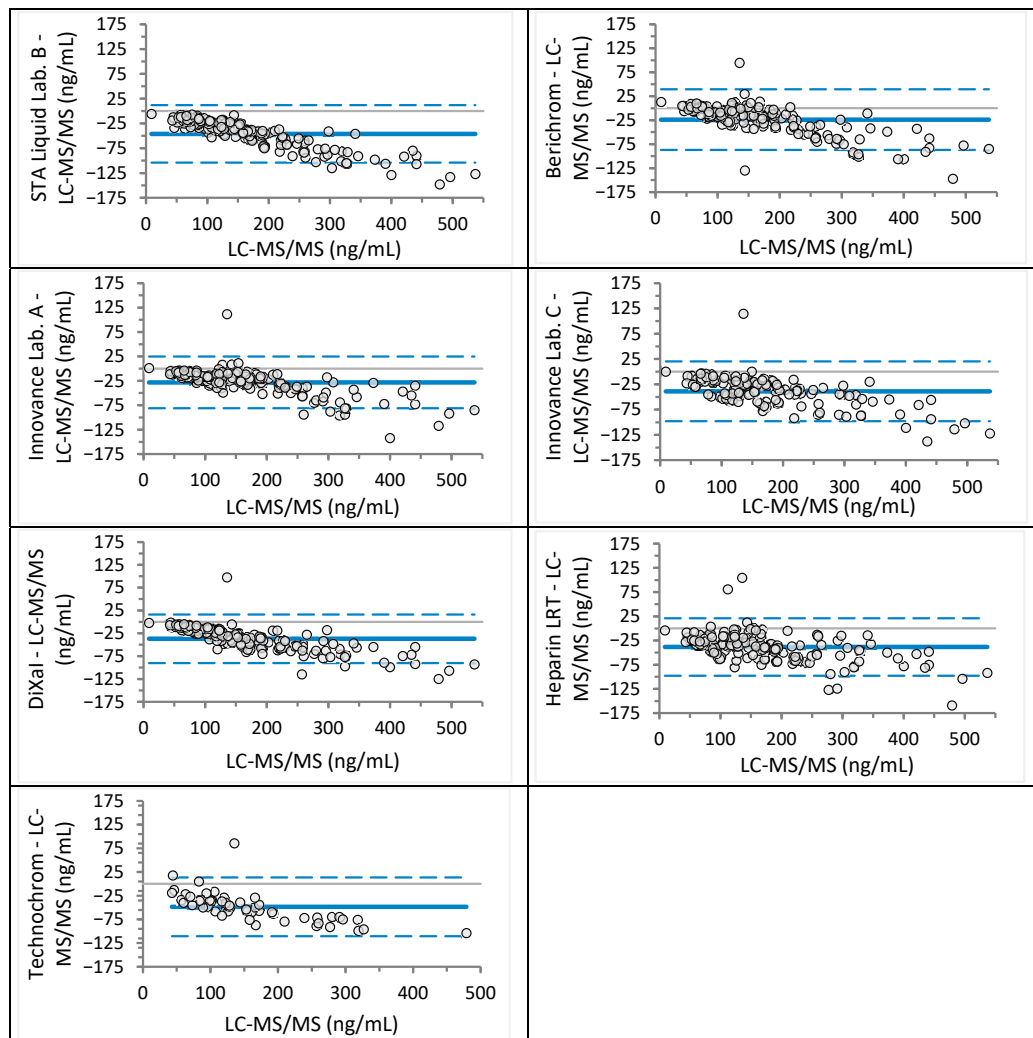 STA Liquid Lab. B -
LC-MS/MS (ng/mL)
175
125
75
25
−25
−75
−125
−175
0 100 200 300 400 500
LC-MS/MS (ng/mL)
Berichrom - LC-
MS/MS (ng/mL)
175
125
75
25
−25
−75
−125
−175
0 100 200 300 400 500
LC-MS/MS (ng/mL)
Innovance Lab. A -
LC-MS/MS (ng/mL)
175
125
75
25
−25
−75
−125
−175
0 100 200 300 400 500
LC-MS/MS (ng/mL)
Innovance Lab. C -
LC-MS/MS (ng/mL)
175
125
75
25
−25
−75
−125
−175
0 100 200 300 400 500
LC-MS/MS (ng/mL)
DiXal - LC-MS/MS
(ng/mL)
175
125
75
25
−25
−75
−125
−175
0 100 200 300 400 500
LC-MS/MS (ng/mL)
Heparin LRT - LC-
MS/MS (ng/mL)
175
125
75
25
−25
−75
−125
−175
0 100 200 300 400 500
LC-MS/MS (ng/mL)
Technochrom - LC-
MS/MS (ng/mL)
175
125
75
25
−25
−75
−125
−175
0 100 200 300 400 500
LC-MS/MS (ng/mL)